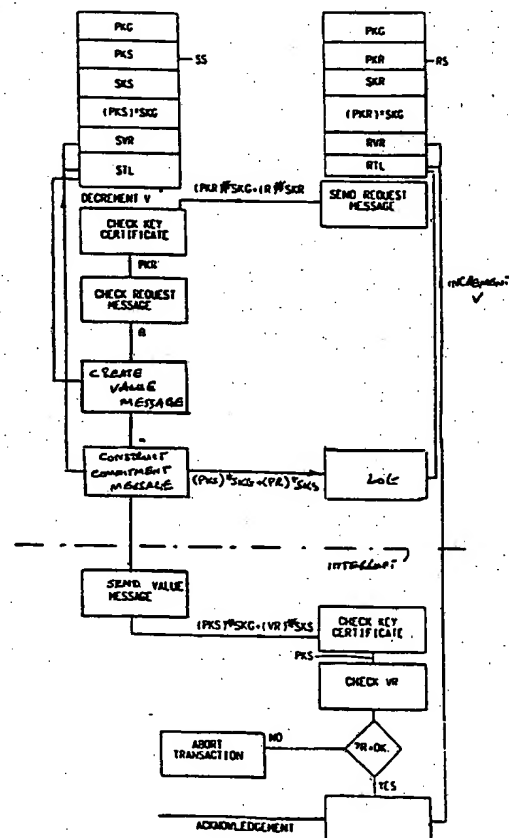 PKG
PKS
SS
SKS
(PKS)*SKG
SVR
STL
PKG
PKR
RS
SKR
(PKR)*SKG
RVR
RTL
DECREMENT V
(PKR)*SKG+(R)*SKR
SEND REQUEST
MESSAGE
CHECK KEY
CERTIFICATE
PKR
INCREMENT
CHECK REQUEST
MESSAGE
R
CREATE
VALUE
MESSAGE
CONSTRUCT
COMMITMENT
MESSAGE
(PKS)*SKG+(PR)*SKS
INTERRUPT
SEND VALUE
MESSAGE
(PKS)*SKG+(VR)*SKS
CHECK KEY
CERTIFICATE
PKS
CHECK VR
ABORT
TRANSACTION
NO
?R=OK.
YES
ACKNOWLEDGEMENT